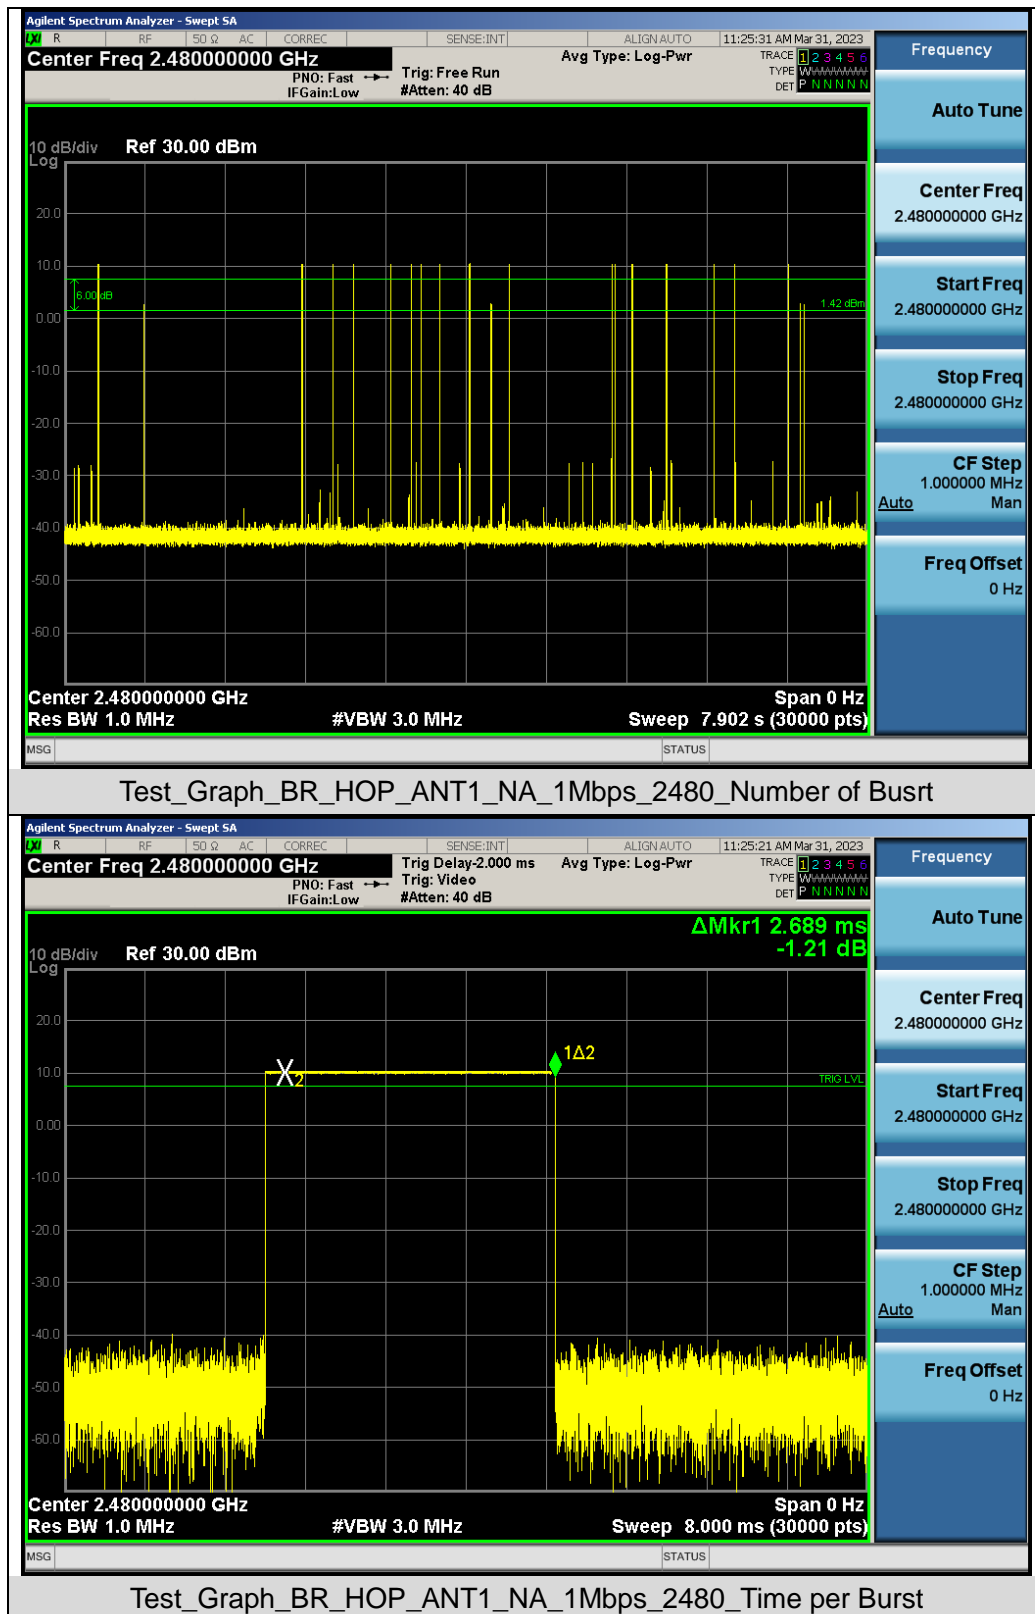 Agilent Spectrum Analyzer - Swept SA
LXI R RF 50 Ω AC CORREC SENSE:INT ALIGN AUTO 11:25:31 AM Mar 31, 2023
Center Freq 2.480000000 GHz Avg Type: Log-Pwr TRACE 1 2 3 4 5 6
PNO: Fast Trig: Free Run TYPE WWWWWW
IFGain:Low #Atten: 40 dB DET P N N N N N
10 dB/div Ref 30.00 dBm
Log
20.0
10.0
6.00 dB
1.42 dBm
0.00
-10.0
-20.0
-30.0
-40.0
-50.0
-60.0
Center 2.480000000 GHz Span 0 Hz
Res BW 1.0 MHz #VBW 3.0 MHz Sweep 7.902 s (30000 pts)
MSG STATUS
Frequency
Auto Tune
Center Freq
2.480000000 GHz
Start Freq
2.480000000 GHz
Stop Freq
2.480000000 GHz
CF Step
1.000000 MHz
Auto Man
Freq Offset
0 Hz
Test_Graph_BR_HOP_ANT1_NA_1Mbps_2480_Number of Busrt
Agilent Spectrum Analyzer - Swept SA
LXI R RF 50 Ω AC CORREC SENSE:INT ALIGN AUTO 11:25:21 AM Mar 31, 2023
Center Freq 2.480000000 GHz Trig Delay-2.000 ms Avg Type: Log-Pwr TRACE 1 2 3 4 5 6
PNO: Fast Trig: Video TYPE WWWWWW
IFGain:Low #Atten: 40 dB DET P N N N N N
ΔMkr1 2.689 ms
-1.21 dB
10 dB/div Ref 30.00 dBm
Log
20.0
1Δ2
10.0
X2
TRIG LVL
0.00
-10.0
-20.0
-30.0
-40.0
-50.0
-60.0
Center 2.480000000 GHz Span 0 Hz
Res BW 1.0 MHz #VBW 3.0 MHz Sweep 8.000 ms (30000 pts)
MSG STATUS
Frequency
Auto Tune
Center Freq
2.480000000 GHz
Start Freq
2.480000000 GHz
Stop Freq
2.480000000 GHz
CF Step
1.000000 MHz
Auto Man
Freq Offset
0 Hz
Test_Graph_BR_HOP_ANT1_NA_1Mbps_2480_Time per Burst